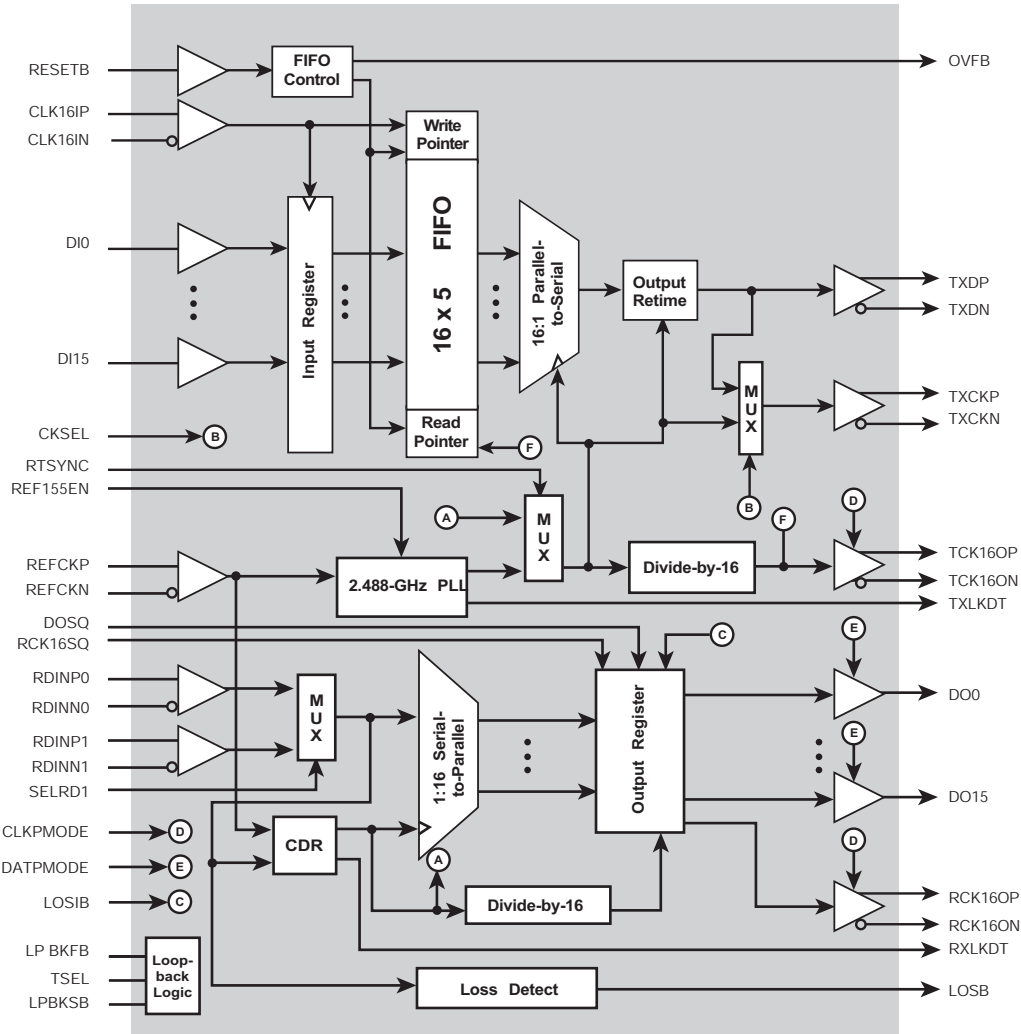 RESETB
FIFO
Control
OVFB
CLK16IP
CLK16IN
Write
Pointer
DI0
DI15
Input Register
16 x 5 FIFO
16:1 Parallel-
to-Serial
Output
Retime
TXDP
TXDN
MUX
TXCKP
TXCKN
B
CKSEL
B
Read
Pointer
F
RTSYNC
REF155EN
A
MUX
F
D
REFCKP
REFCKN
2.488-GHz PLL
Divide-by-16
TCK16OP
TCK16ON
TXLKDT
DOSQ
RCK16SQ
C
E
RDINP0
RDINN0
RDINP1
RDINN1
SELRD1
MUX
1:16 Serial-
to-Parallel
Output Register
DO0
E
DO15
CLKPMODE
D
CDR
A
D
DATPMODE
E
LOSIB
C
Divide-by-16
RCK16OP
RCK16ON
RXLKDT
LP BKFB
TSEL
LPBKSB
Loop-
back
Logic
Loss Detect
LOSB